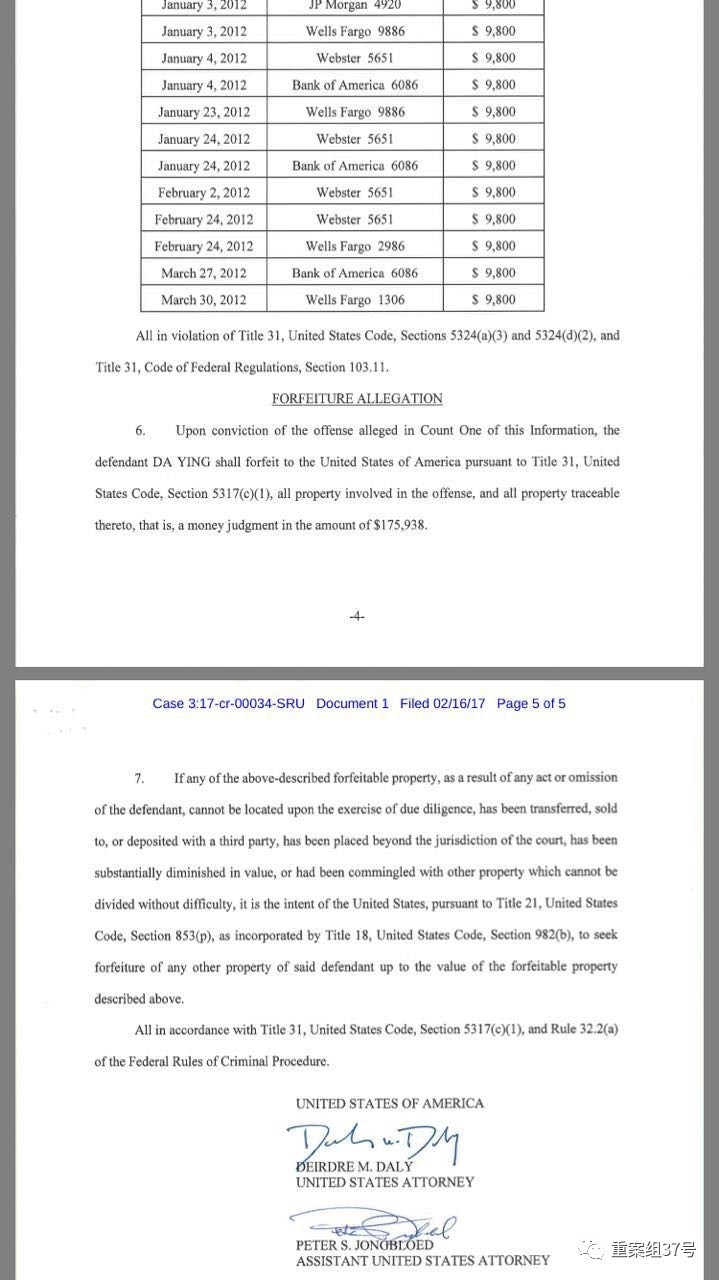 January 3, 2012 JP Morgan 4920 $ 9,800
January 3, 2012 Wells Fargo 9886 $ 9,800
January 4, 2012 Webster 5651 $ 9,800
January 4, 2012 Bank of America 6086 $ 9,800
January 23, 2012 Wells Fargo 9886 $ 9,800
January 24, 2012 Webster 5651 $ 9,800
January 24, 2012 Bank of America 6086 $ 9,800
February 2, 2012 Webster 5651 $ 9,800
February 24, 2012 Webster 5651 $ 9,800
February 24, 2012 Wells Fargo 2986 $ 9,800
March 27, 2012 Bank of America 6086 $ 9,800
March 30, 2012 Wells Fargo 1306 $ 9,800
All in violation of Title 31, United States Code, Sections 5324(a)(3) and 5324(d)(2), and
Title 31, Code of Federal Regulations, Section 103.11.
FORFEITURE ALLEGATION
6. Upon conviction of the offense alleged in Count One of this Information, the
defendant DA YING shall forfeit to the United States of America pursuant to Title 31, United
States Code, Section 5317(c)(1), all property involved in the offense, and all property traceable
thereto, that is, a money judgment in the amount of $175,938.
-4-
Case 3:17-cr-00034-SRU Document 1 Filed 02/16/17 Page 5 of 5
7. If any of the above-described forfeitable property, as a result of any act or omission
of the defendant, cannot be located upon the exercise of due diligence, has been transferred, sold
to, or deposited with a third party, has been placed beyond the jurisdiction of the court, has been
substantially diminished in value, or had been commingled with other property which cannot be
divided without difficulty, it is the intent of the United States, pursuant to Title 21, United States
Code, Section 853(p), as incorporated by Title 18, United States Code, Section 982(b), to seek
forfeiture of any other property of said defendant up to the value of the forfeitable property
described above.
All in accordance with Title 31, United States Code, Section 5317(c)(1), and Rule 32.2(a)
of the Federal Rules of Criminal Procedure.
UNITED STATES OF AMERICA
DEIRDRE M. DALY
UNITED STATES ATTORNEY
PETER S. JONGBLOED
ASSISTANT UNITED STATES ATTORNEY
重案组37号